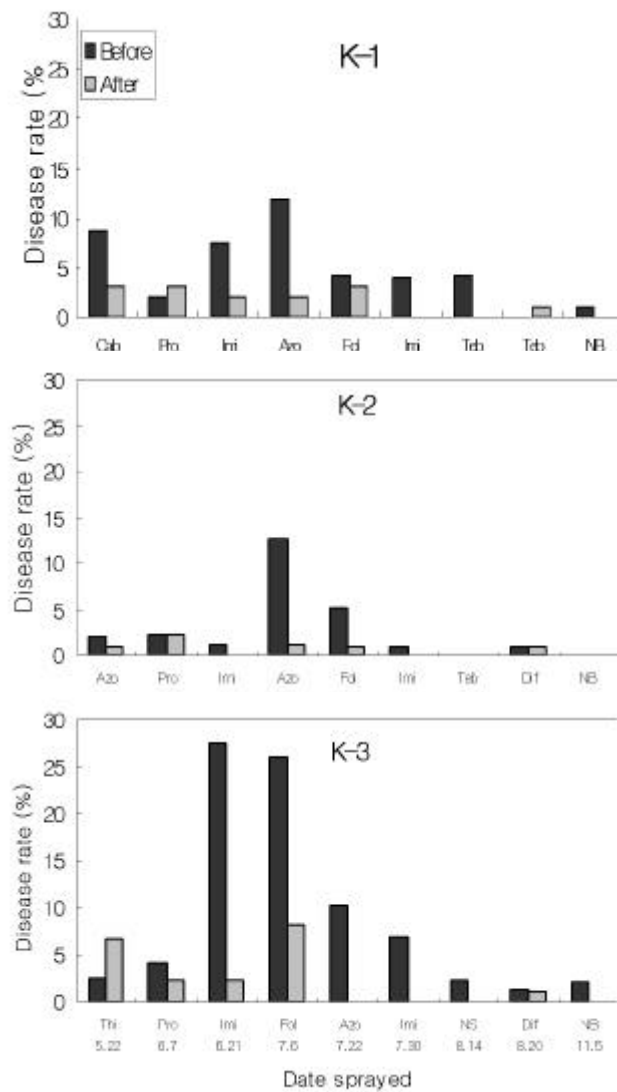 K-1
Before
After
Disease rate (%
30
25
20
15
10
5
0
Cab Pro Imi Azo Fol Imi Teb Teb NB
K-2
Disease rate (%)
30
25
20
15
10
5
0
Azo Pro Imi Azo Fol Imi Teb Dif NB
K-3
Disease rate (%)
30
25
20
15
10
5
0
Thi Pro Imi Fol Azo Imi NS Dif NB
5.22 6.7 6.21 7.6 7.22 7.30 8.14 8.20 11.5
Date sprayed